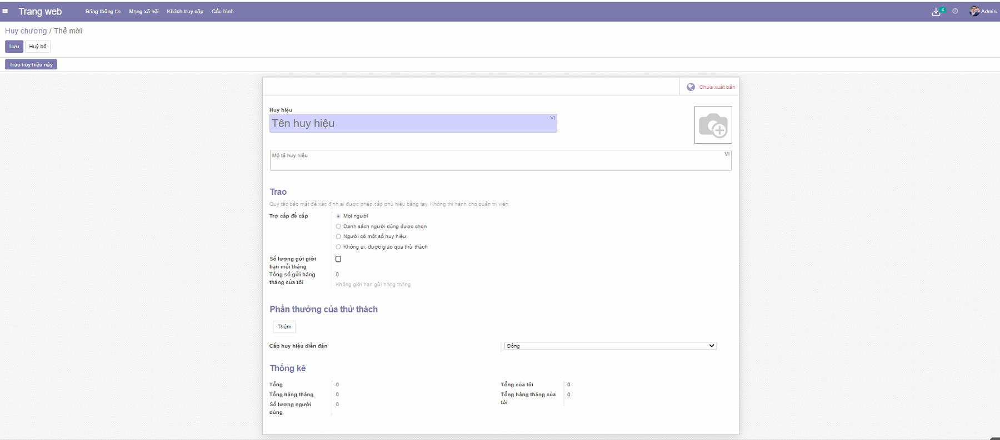 Trang web Bảng thông tin Mạng xã hội Khách truy cập Cấu hình 4 Admin
Huy chương / Thẻ mới
Lưu Huỷ bỏ
Trao huy hiệu này
Chưa xuất bản
Huy hiệu
Tên huy hiệu VI
Mô tả huy hiệu VI
Trao
Quy tắc bảo mật để xác định ai được phép cấp phù hiệu bằng tay. Không thi hành cho quản trị viên.
Trợ cấp để cấp Mọi người
Danh sách người dùng được chọn
Người có một số huy hiệu
Không ai, được giao qua thử thách
Số lượng gửi giới
hạn mỗi tháng
Tổng số gửi hàng 0
tháng của tôi
Không giới hạn gửi hàng tháng
Phần thưởng của thử thách
Thêm
Cấp huy hiệu diễn đàn Đồng
Thống kê
Tổng 0 Tổng của tôi 0
Tổng hàng tháng 0 Tổng hàng tháng của 0
tôi
Số lượng người 0
dùng